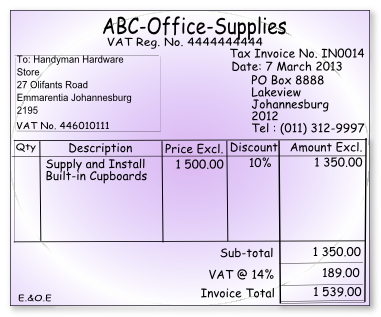 ABC-Office-Supplies
VAT Reg. No. 4444444444
Tax Invoice No. IN0014
Date: 7 March 2013
PO Box 8888
Lakeview
Johannesburg
2012
Tel : (011) 312-9997
To: Handyman Hardware
Store
27 Olifants Road
Emmarentia Johannesburg
2195
VAT No. 446010111
Qty Description Price Excl. Discount Amount Excl.
Supply and Install 1 500.00 10% 1 350.00
Built-in Cupboards
Sub-total 1 350.00
VAT @ 14% 189.00
Invoice Total 1 539.00
E.&O.E